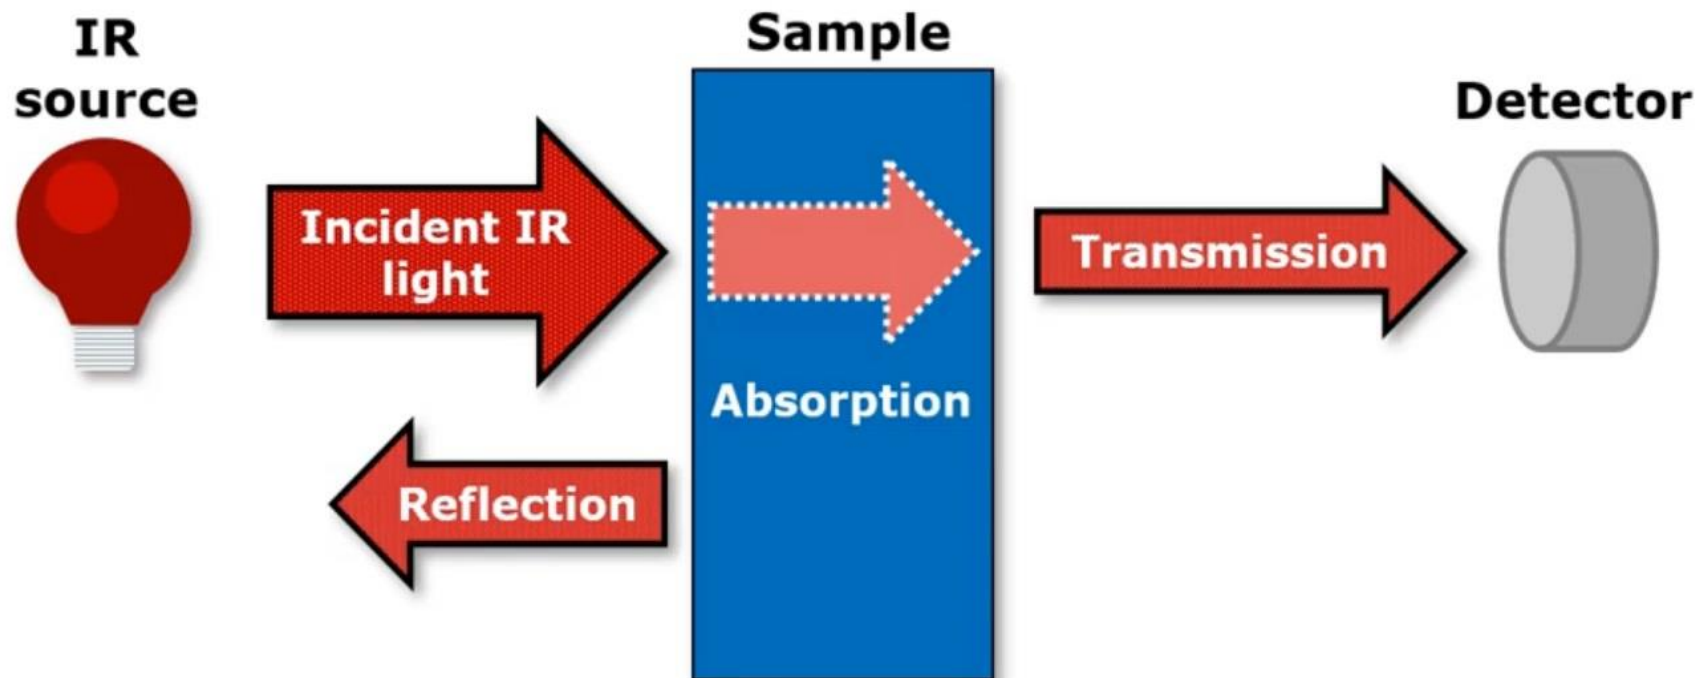 IR
source
Sample
Detector
Incident IR
light
Transmission
Absorption
Reflection